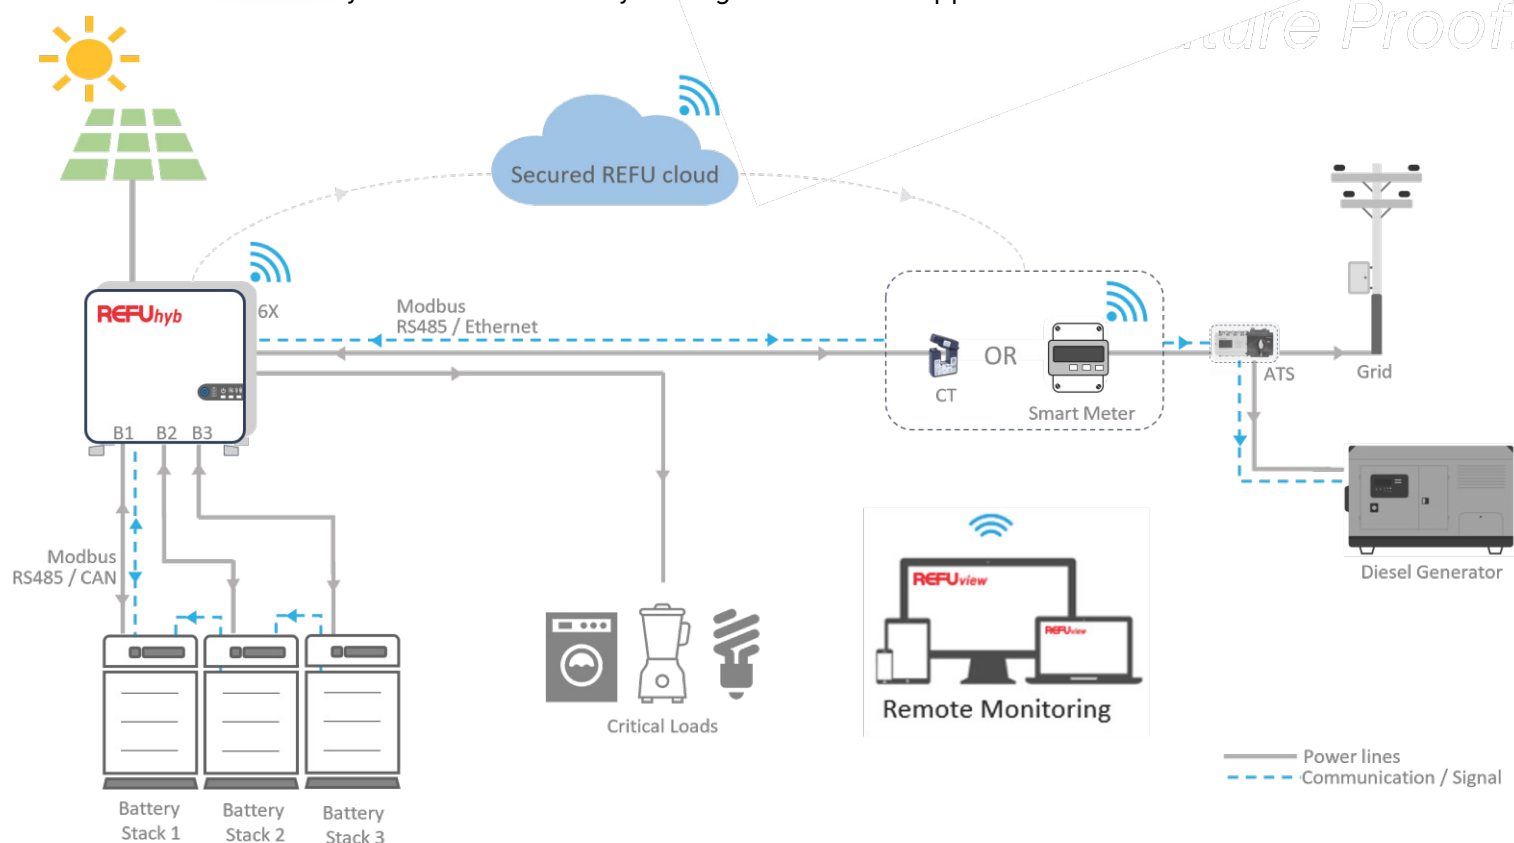 Proof.
Secured REFU cloud
REFUhyb
6X
Modbus
RS485 / Ethernet
OR
CT
Smart Meter
ATS
Grid
B1 B2 B3
Modbus
RS485 / CAN
Diesel Generator
REFUview
REFUview
Remote Monitoring
Critical Loads
Power lines
Communication / Signal
Battery
Stack 1
Battery
Stack 2
Battery
Stack 3